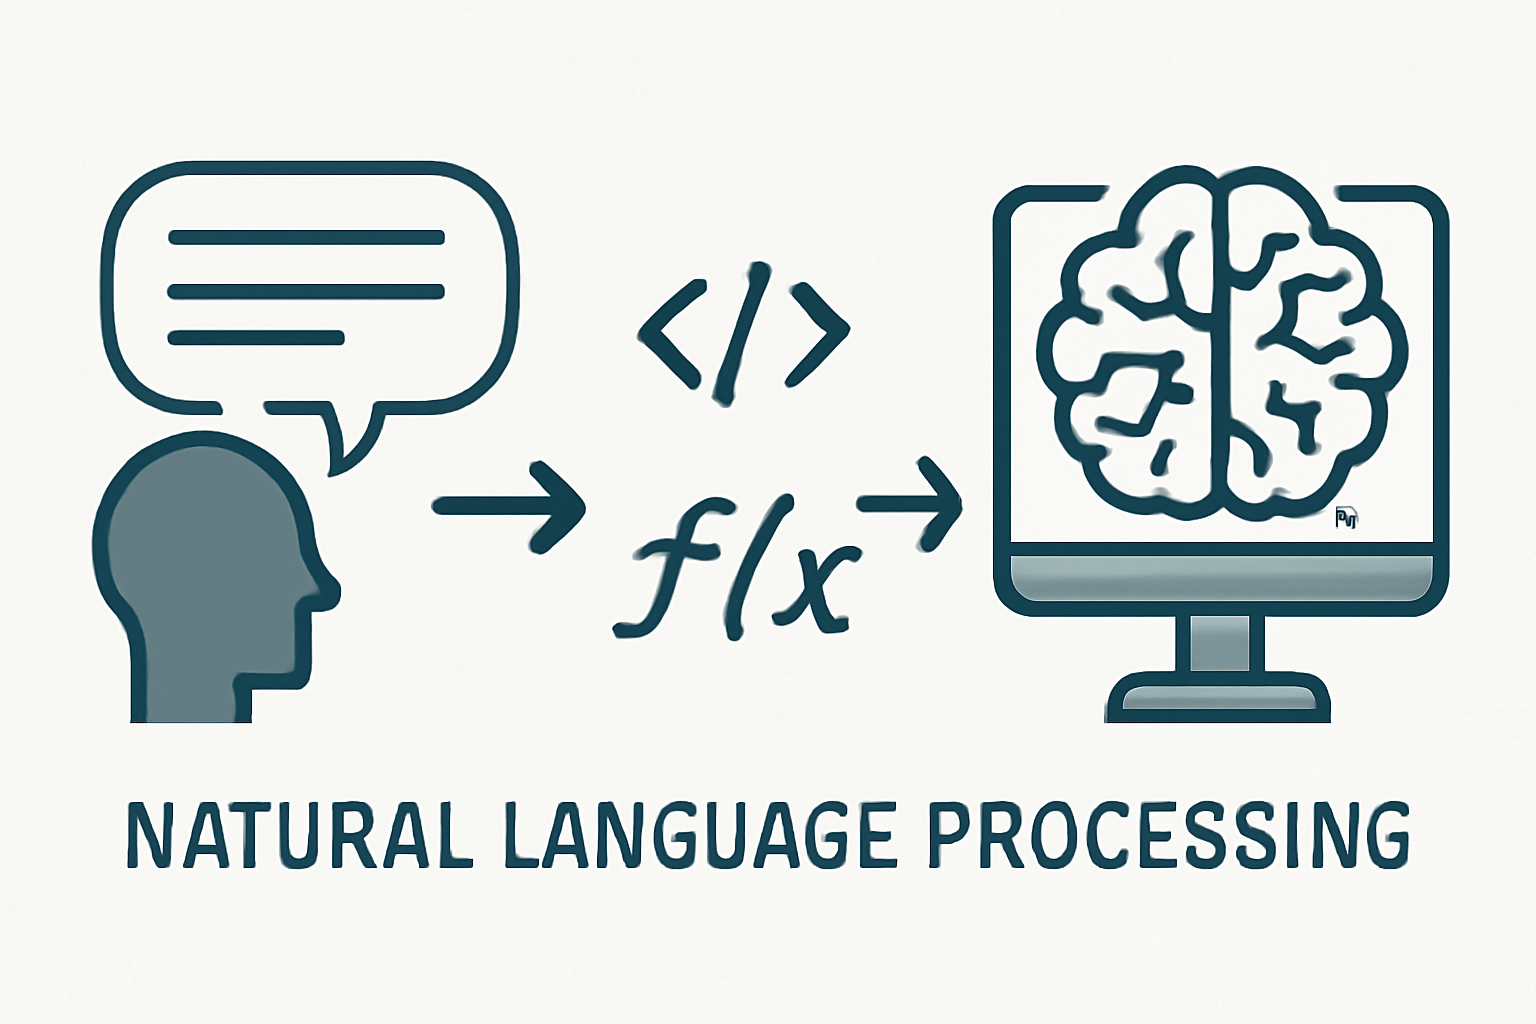 </>
f(x
NATURAL LANGUAGE PROCESSING